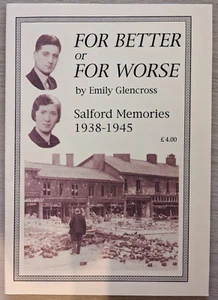 FOR BETTER
or
FOR WORSE
by Emily Glencross
Salford Memories
1938-1945
£4.00